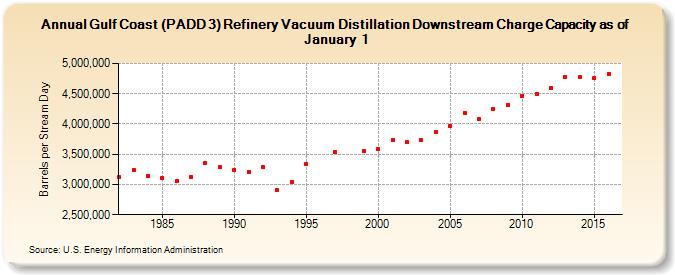 Annual Gulf Coast (PADD 3) Refinery Vacuum Distillation Downstream Charge Capacity as of
January 1
Barrels per Stream Day
5,000,000
4,500,000
4,000,000
3,500,000
3,000,000
2,500,000
1985 1990 1995 2000 2005 2010 2015
Source: U.S. Energy Information Administration